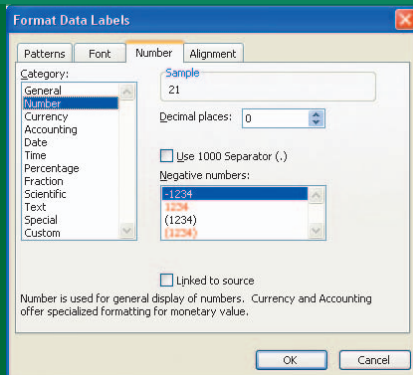 Format Data Labels
Patterns Font Number Alignment
Category:
General
Number
Currency
Accounting
Date
Time
Percentage
Fraction
Scientific
Text
Special
Custom
Sample
21
Decimal places: 0
Use 1000 Separator (.)
Negative numbers:
-1234
1234
(1234)
(1234)
Linked to source
Number is used for general display of numbers. Currency and Accounting
offer specialized formatting for monetary value.
OK Cancel